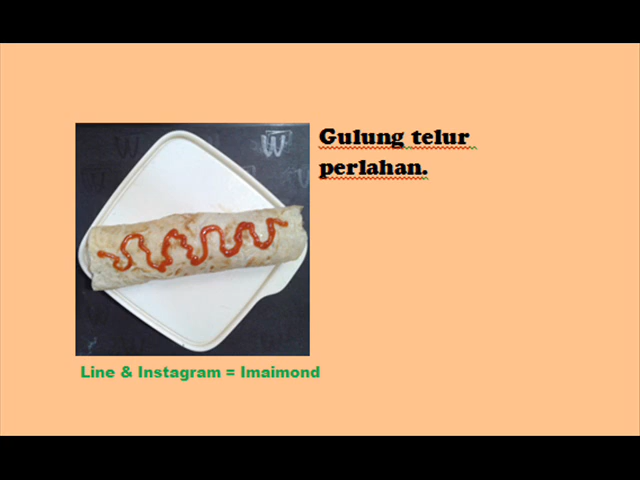 Gulung telur
perlahan.
Line & Instagram = Imaimond